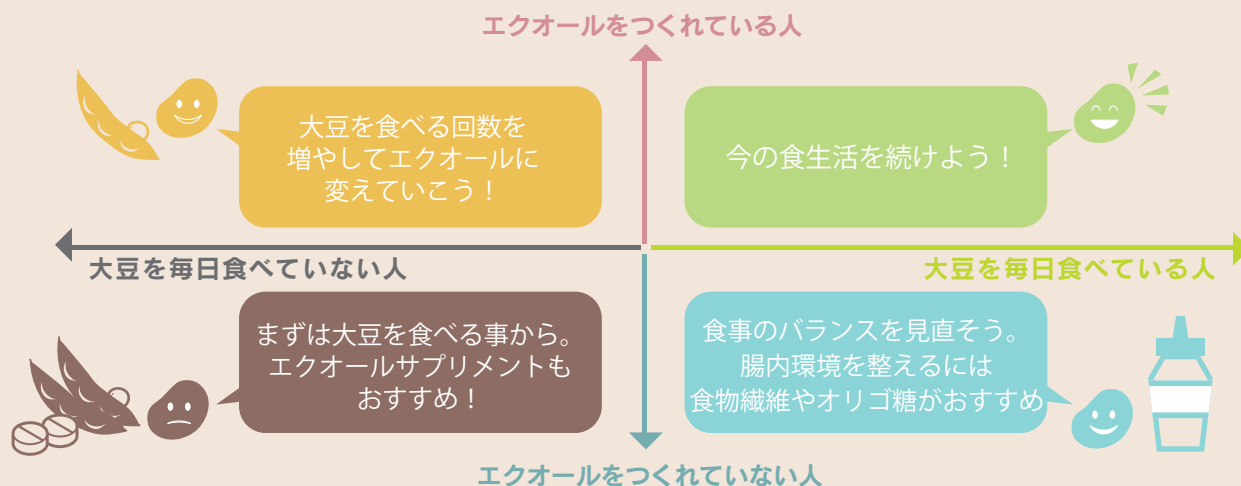 エクオールをつくれている人
大豆を食べる回数を
増やしてエクオールに
変えていこう！
今の食生活を続けよう！
大豆を毎日食べていない人
大豆を毎日食べている人
まずは大豆を食べる事から。
エクオールサプリメントも
おすすめ！
食事のバランスを見直そう。
腸内環境を整えるには
食物繊維やオリゴ糖がおすすめ
エクオールをつくれていない人